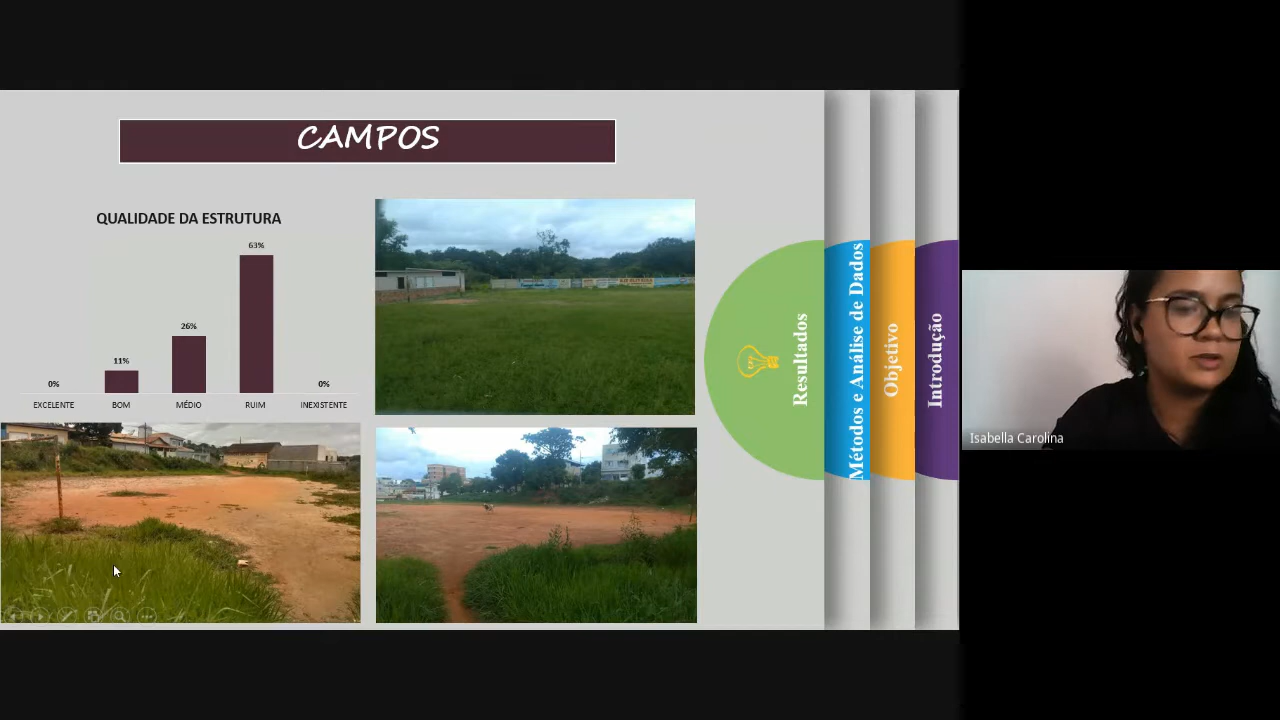 CAMPOS
QUALIDADE DA ESTRUTURA
63%
26%
11%
0%
0%
EXCELENTE
BOM
MÉDIO
RUIM
INEXISTENTE
Resultados
Métodos e Análise de Dados
Objetivo
Introdução
Isabella Carolina